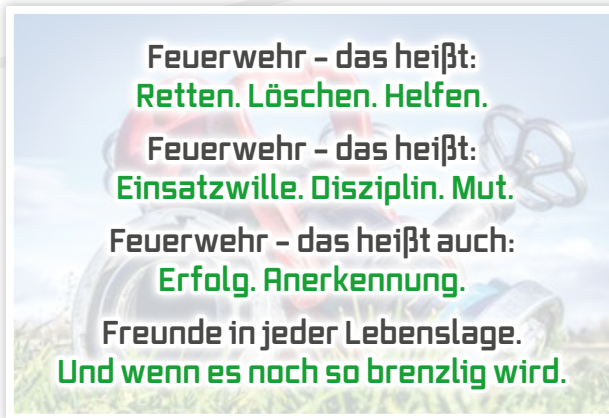 Feuerwehr – das heißt:
Retten. Löschen. Helfen.
Feuerwehr – das heißt:
Einsatzwille. Disziplin. Mut.
Feuerwehr – das heißt auch:
Erfolg. Anerkennung.
Freunde in jeder Lebenslage.
Und wenn es noch so brenzlig wird.